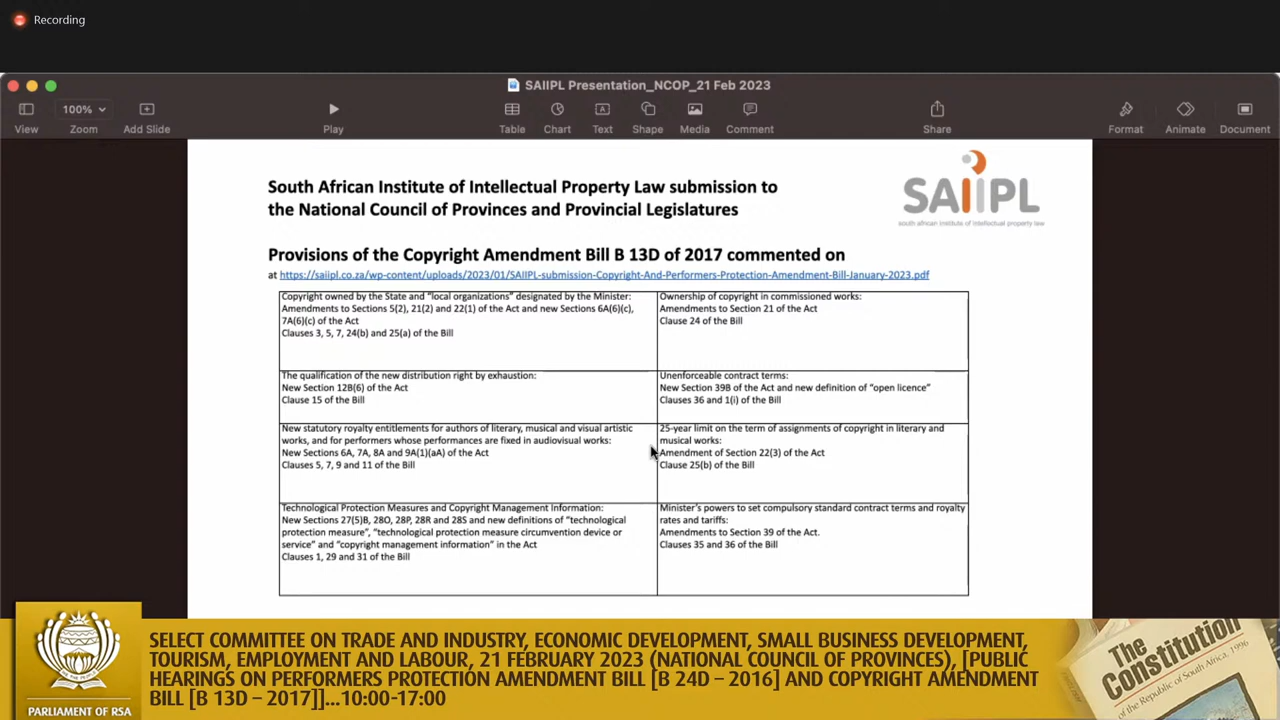 Recording
SAIIPL Presentation_NCOP_21 Feb 2023
100%
View
Zoom
Add Slide
Play
Table
Chart
Text
Shape
Media
Comment
Share
Format
Animate
Document
South African Institute of Intellectual Property Law submission to
the National Council of Provinces and Provincial Legislatures
SAIIPL
south african institute of intellectual property law
Provisions of the Copyright Amendment Bill B 13D of 2017 commented on
at https://saiipl.co.za/wp-content/uploads/2023/01/SAIIPL-submission-Copyright-And-Performers-Protection-Amendment-Bill-January-2023.pdf
Copyright owned by the State and “local organizations” designated by the Minister:
Amendments to Sections 5(2), 21(2) and 22(1) of the Act and new Sections 6A(6)(c),
7A(6)(c) of the Act
Clauses 3, 5, 7, 24(b) and 25(a) of the Bill
Ownership of copyright in commissioned works:
Amendments to Section 21 of the Act
Clause 24 of the Bill
The qualification of the new distribution right by exhaustion:
New Section 12B(6) of the Act
Clause 15 of the Bill
Unenforceable contract terms:
New Section 39B of the Act and new definition of “open licence”
Clauses 36 and 1(i) of the Bill
New statutory royalty entitlements for authors of literary, musical and visual artistic
works, and for performers whose performances are fixed in audiovisual works:
New Sections 6A, 7A, 8A and 9A(1)(aA) of the Act
Clauses 5, 7, 9 and 11 of the Bill
25-year limit on the term of assignments of copyright in literary and
musical works:
Amendment of Section 22(3) of the Act
Clause 25(b) of the Bill
Technological Protection Measures and Copyright Management Information:
New Sections 27(5)B, 28O, 28P, 28R and 28S and new definitions of “technological
protection measure”, “technological protection measure circumvention device or
service” and “copyright management information” in the Act
Clauses 1, 29 and 31 of the Bill
Minister’s powers to set compulsory standard contract terms and royalty
rates and tariffs:
Amendments to Section 39 of the Act.
Clauses 35 and 36 of the Bill
PARLIAMENT OF RSA
SELECT COMMITTEE ON TRADE AND INDUSTRY, ECONOMIC DEVELOPMENT, SMALL BUSINESS DEVELOPMENT,
TOURISM, EMPLOYMENT AND LABOUR, 21 FEBRUARY 2023 (NATIONAL COUNCIL OF PROVINCES), [PUBLIC
HEARINGS ON PERFORMERS PROTECTION AMENDMENT BILL [B 24D – 2016] AND COPYRIGHT AMENDMENT
BILL [B 13D – 2017]]...10:00-17:00
The
Constitution
of the Republic of South Africa, 1996